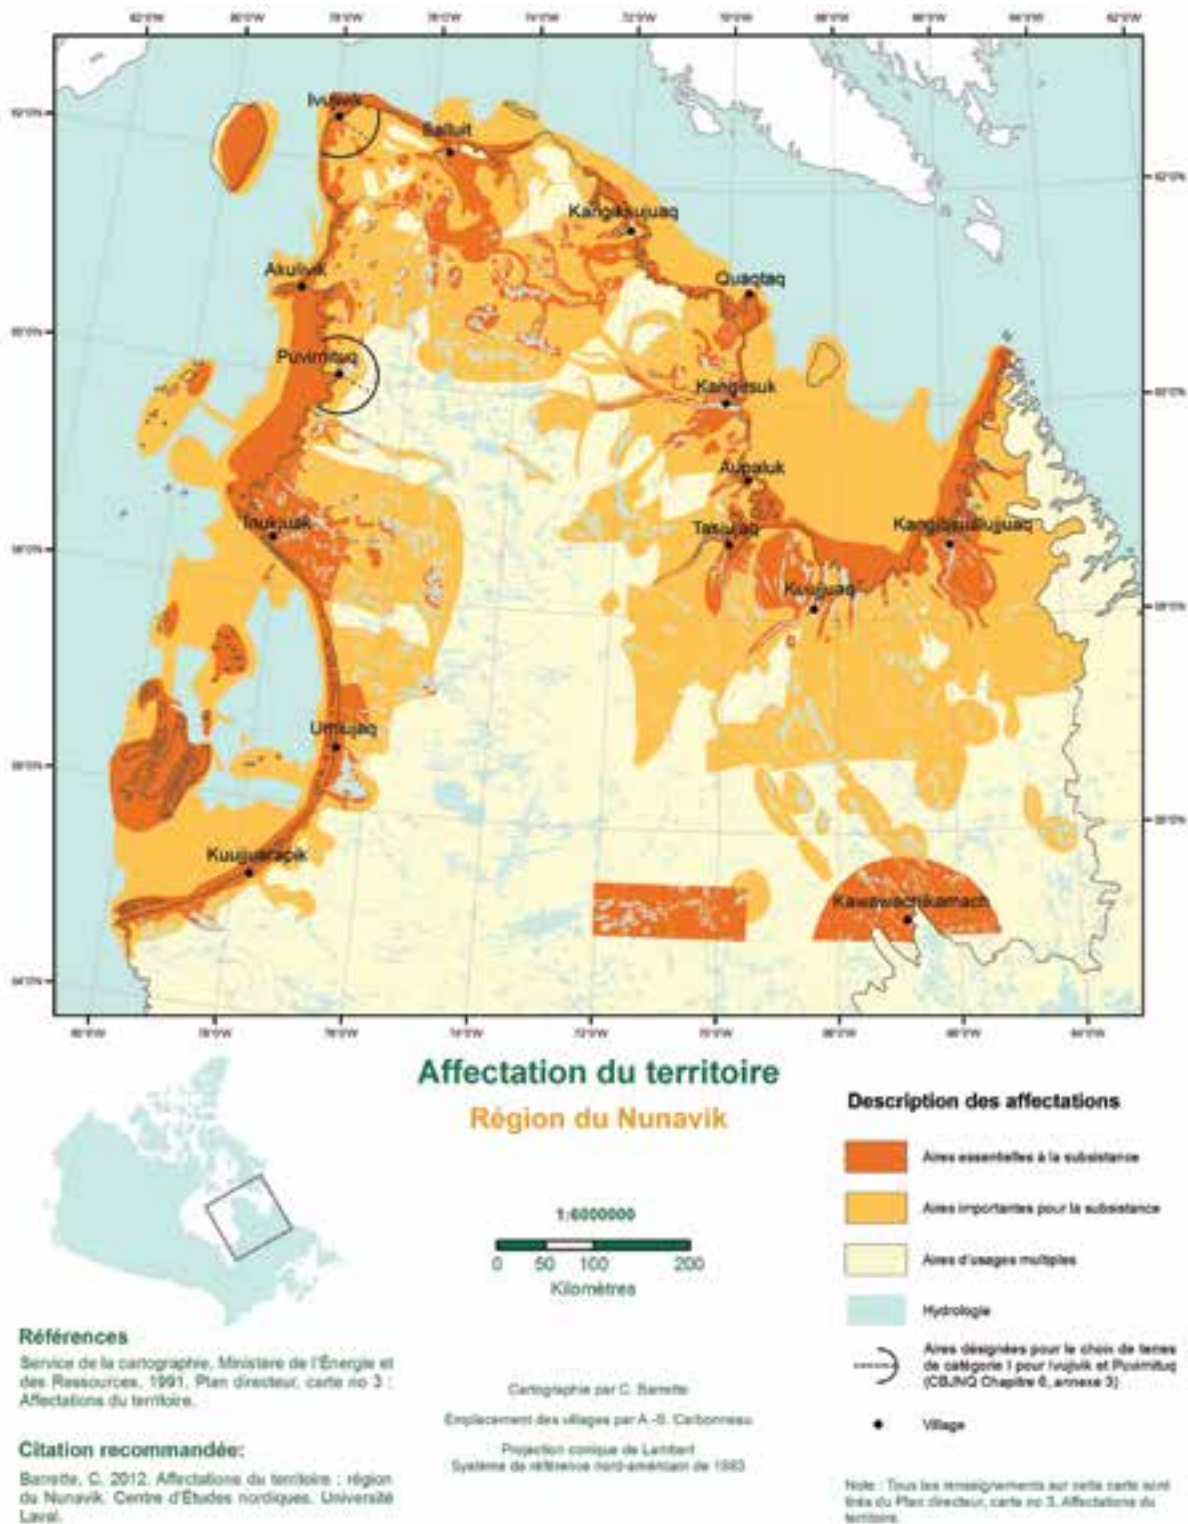 Ivujivik
Salluit
Kangiqsujuaq
Akulivik
Quaqtaq
Puvirnituq
Kangirsuk
Aupaluk
Inukjuak
Tasiujaq
Kangiqsualujjuaq
Kuujjuaq
Umiujaq
Kuujjuarapik
Kawawachikamach
Affectation du territoire
Région du Nunavik
1:6000000
0 50 100 200
Kilomètres
Description des affectations
Aires essentielles à la subsistance
Aires importantes pour la subsistance
Aires d'usages multiples
Hydrologie
Aires désignées pour le choix de terres
de catégorie I pour Ivujivik et Puvirnituq
(CBJNQ Chapitre 6, annexe 3)
Village
Références
Service de la cartographie, Ministère de l'Énergie et
des Ressources, 1991, Plan directeur, carte no 3 :
Affectations du territoire.
Citation recommandée:
Barrette, C. 2012. Affectations du territoire : région
du Nunavik. Centre d'Études nordiques. Université
Laval.
Cartographie par C. Barrette
Emplacement des villages par A.-S. Carbonneau
Projection conique de Lambert
Système de référence nord-américain de 1983
Note : Tous les renseignements sur cette carte sont
tirés du Plan directeur, carte no 3, Affectations du
territoire.